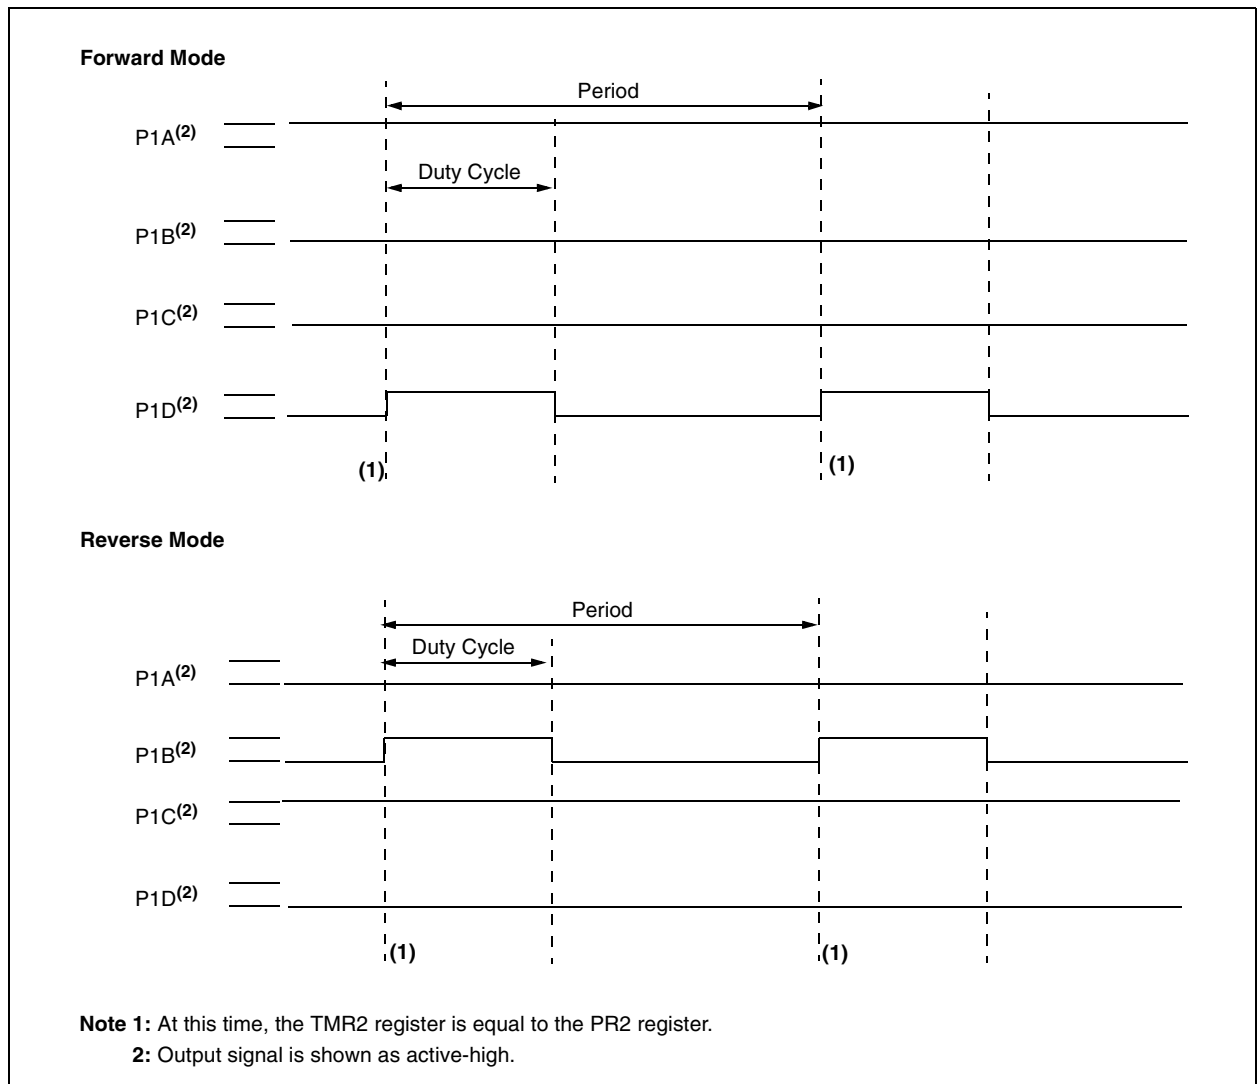 Forward Mode
Period
P1A(2)
Duty Cycle
P1B(2)
P1C(2)
P1D(2)
(1)
(1)
Reverse Mode
Period
Duty Cycle
P1A(2)
P1B(2)
P1C(2)
P1D(2)
(1)
(1)
Note 1: At this time, the TMR2 register is equal to the PR2 register.
2: Output signal is shown as active-high.